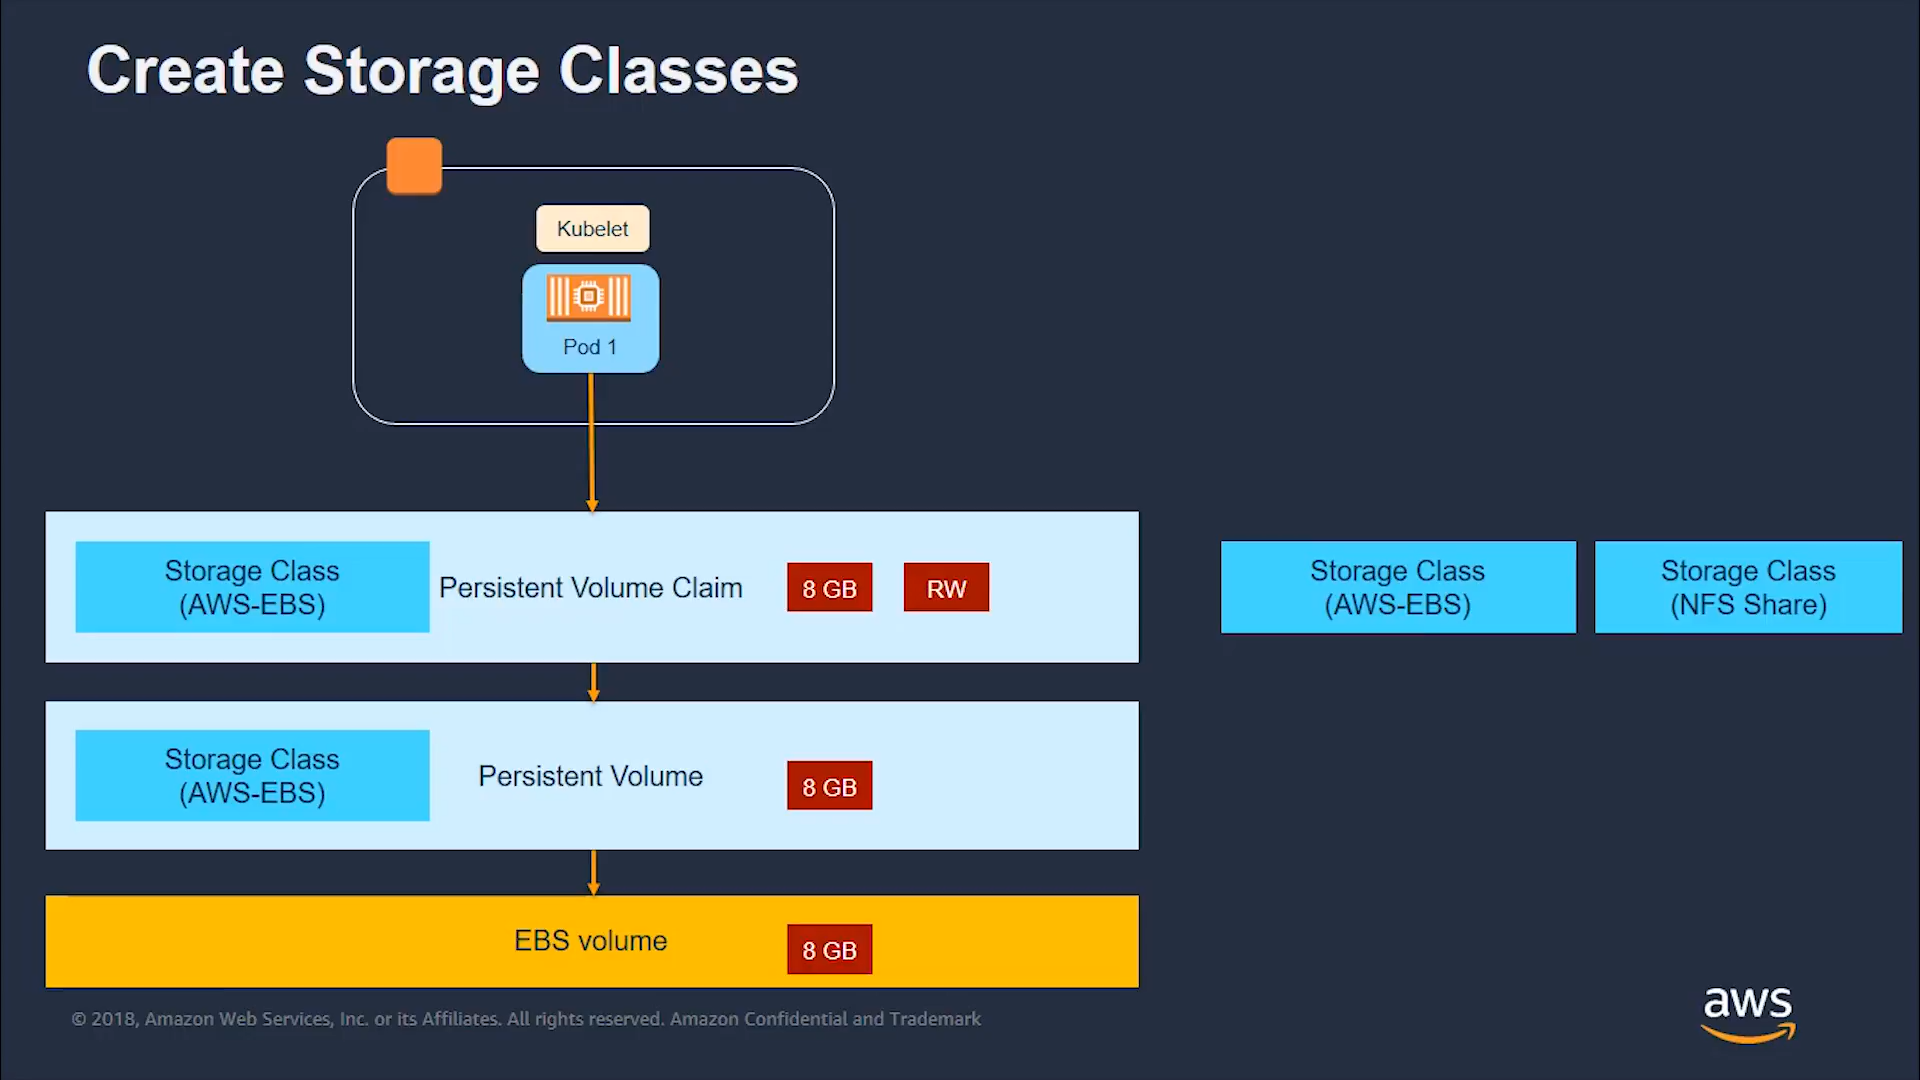 Create Storage Classes
Kubelet
Pod 1
Storage Class
(AWS-EBS)
Persistent Volume Claim
8 GB
RW
Storage Class
(AWS-EBS)
Storage Class
(NFS Share)
Storage Class
(AWS-EBS)
Persistent Volume
8 GB
EBS volume
8 GB
© 2018, Amazon Web Services, Inc. or its Affiliates. All rights reserved. Amazon Confidential and Trademark
aws